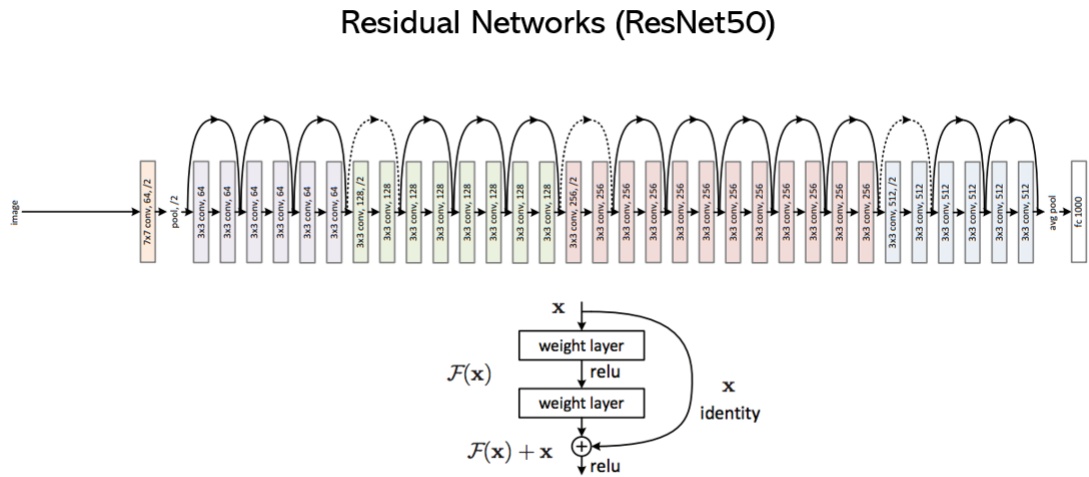 Residual Networks (ResNet50)
image
7x7 conv, 64, /2
pool, /2
3x3 conv, 64
3x3 conv, 64
3x3 conv, 64
3x3 conv, 64
3x3 conv, 64
3x3 conv, 64
3x3 conv, 128, /2
3x3 conv, 128
3x3 conv, 128
3x3 conv, 128
3x3 conv, 128
3x3 conv, 128
3x3 conv, 128
3x3 conv, 128
3x3 conv, 256, /2
3x3 conv, 256
3x3 conv, 256
3x3 conv, 256
3x3 conv, 256
3x3 conv, 256
3x3 conv, 256
3x3 conv, 256
3x3 conv, 256
3x3 conv, 256
3x3 conv, 256
3x3 conv, 256
3x3 conv, 512, /2
3x3 conv, 512
3x3 conv, 512
3x3 conv, 512
3x3 conv, 512
3x3 conv, 512
avg pool
fc 1000
x
weight layer
relu
F(x)
x
identity
weight layer
F(x) + x
relu